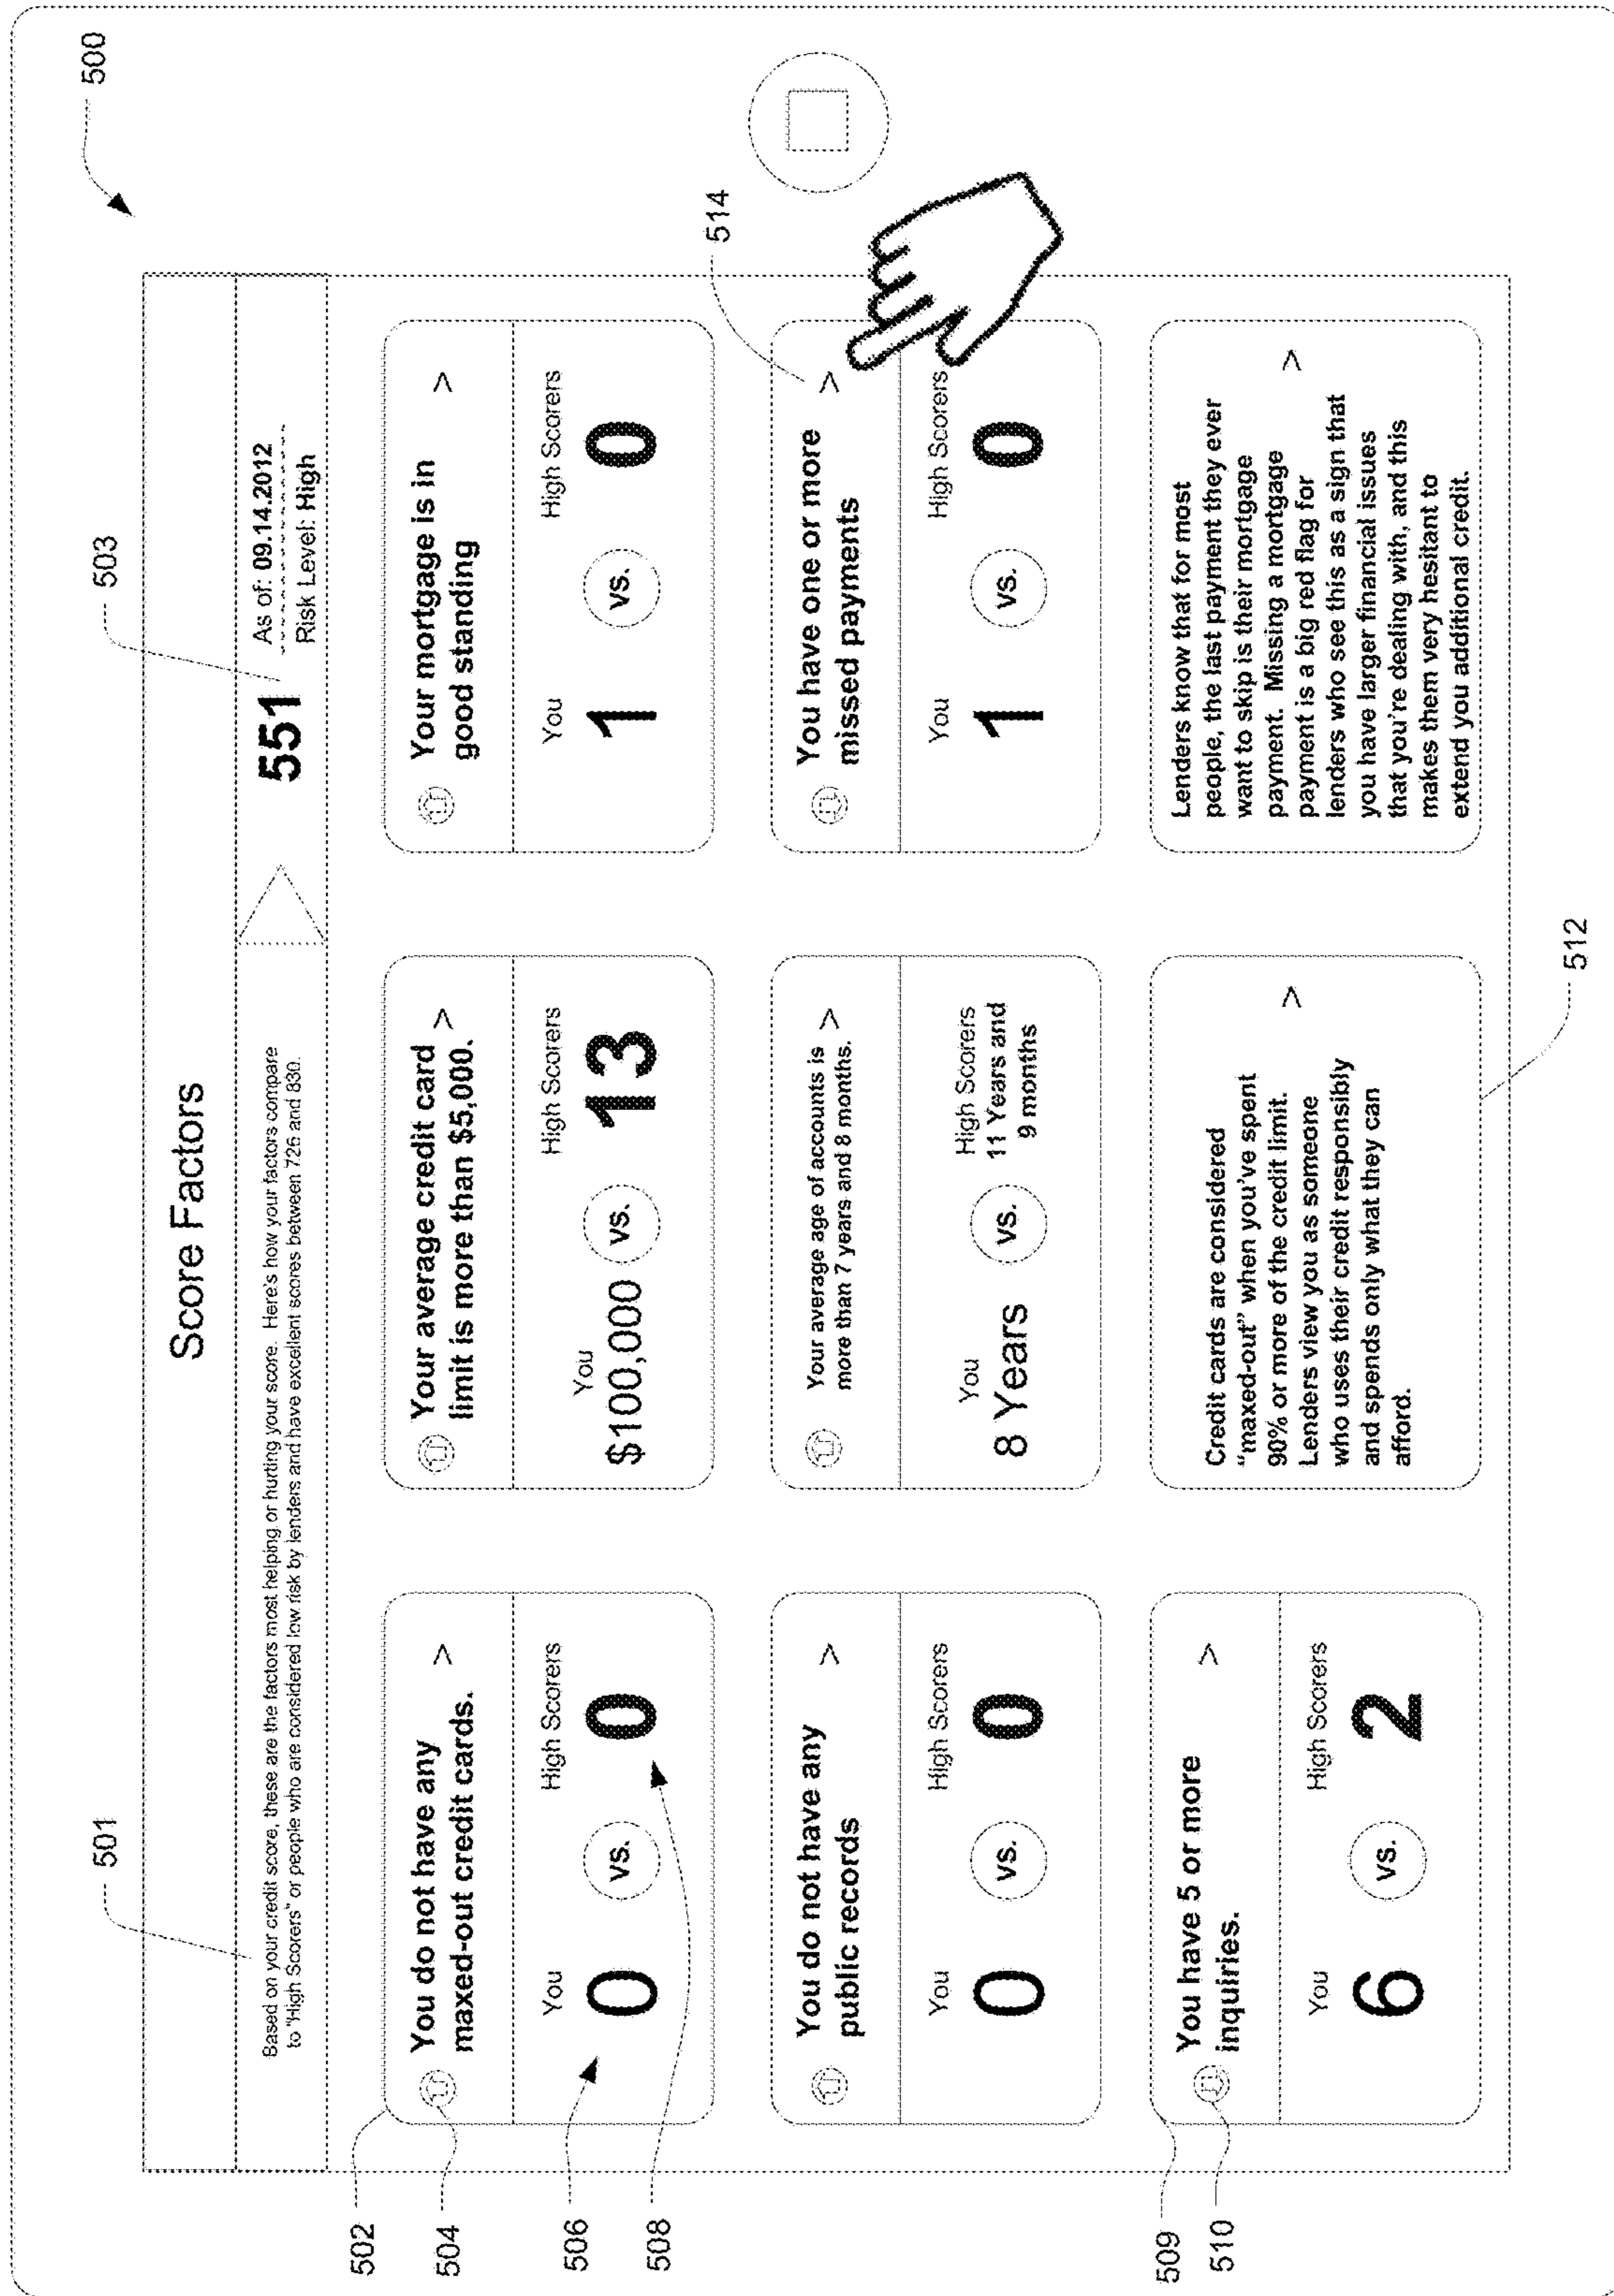 500
501
503
Score Factors
Based on your credit score, these are the factors most helping or hurting your score. Here's how your factors compare
to "High Scorers" or people who are considered low risk by lenders and have excellent scores between 726 and 830.
551
As of: 09.14.2012
Risk Level: High
502
504
506
508
You do not have any
maxed-out credit cards.
>
You
High Scorers
0
vs.
0
Your average credit card
limit is more than $5,000.
>
You
High Scorers
$100,000
vs.
13
Your mortgage is in
good standing
>
You
High Scorers
1
vs.
0
You do not have any
public records
>
You
High Scorers
0
vs.
0
Your average age of accounts is
more than 7 years and 8 months.
>
You
High Scorers
8 Years
vs.
11 Years and
9 months
514
You have one or more
missed payments
>
You
High Scorers
1
vs.
0
509
510
You have 5 or more
inquiries.
>
You
High Scorers
6
vs.
2
Credit cards are considered
"maxed-out" when you've spent
90% or more of the credit limit.
Lenders view you as someone
who uses their credit responsibly
and spends only what they can
afford.
>
512
Lenders know that for most
people, the last payment they ever
want to skip is their mortgage
payment. Missing a mortgage
payment is a big red flag for
lenders who see this as a sign that
you have larger financial issues
that you're dealing with, and this
makes them very hesitant to
extend you additional credit.
>